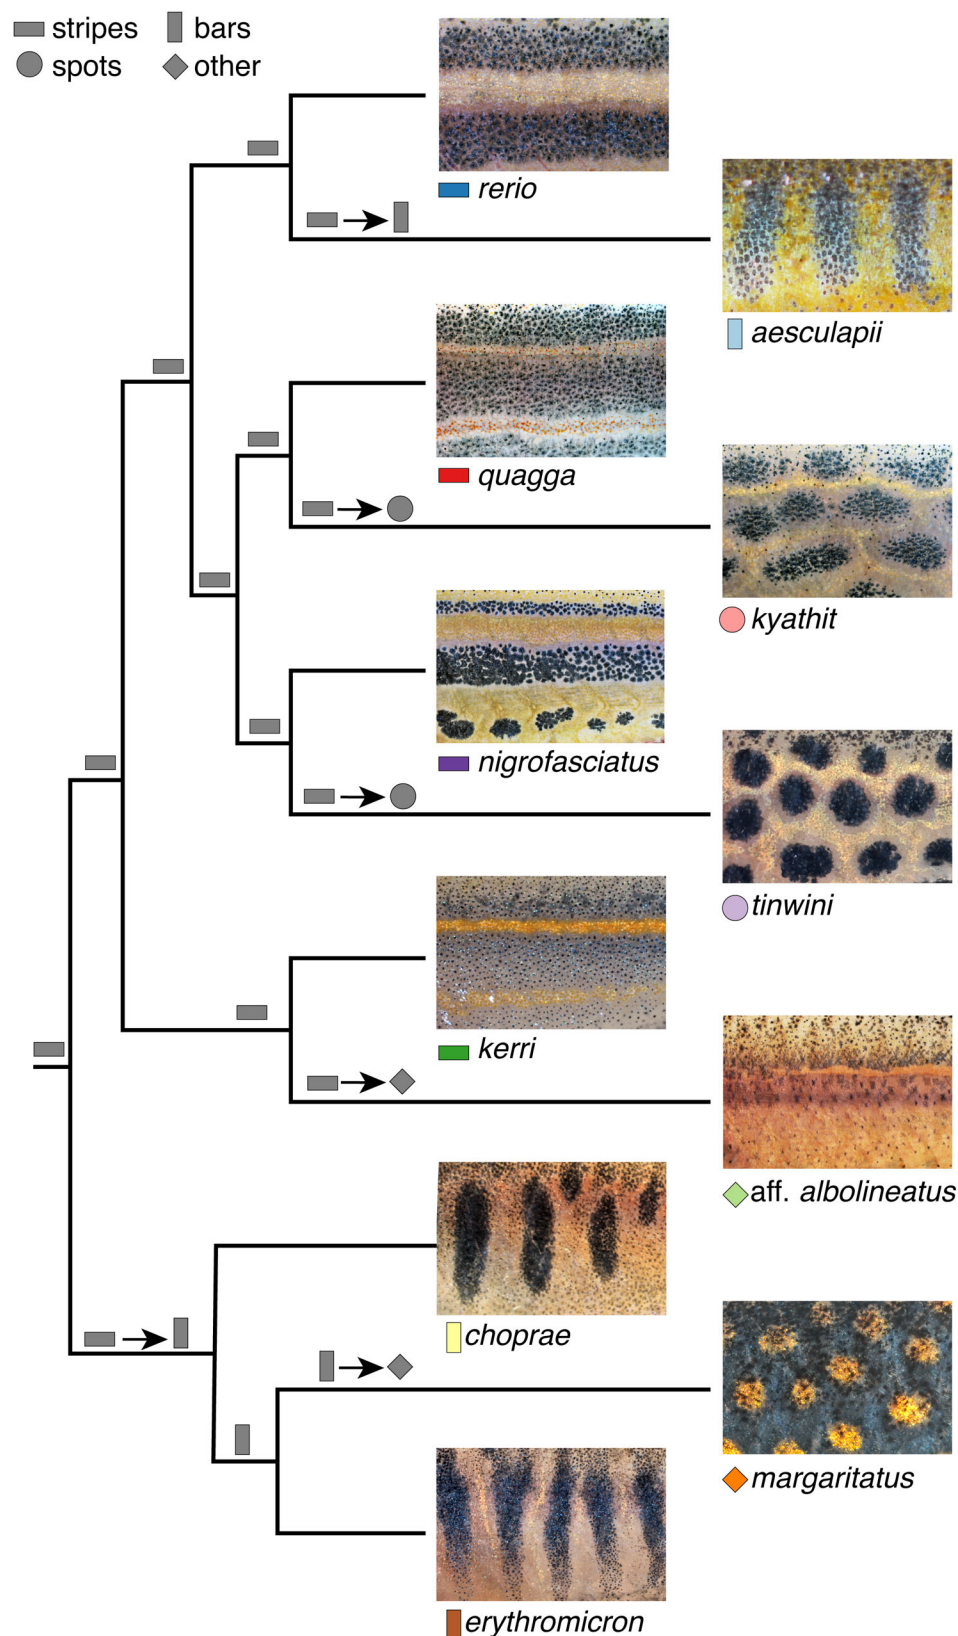 stripes bars
spots other
rerio
aesculapii
quagga
kyathit
nigrofasciatus
tinwini
kerri
aff. albolineatus
choprae
margaritatus
erythromicron